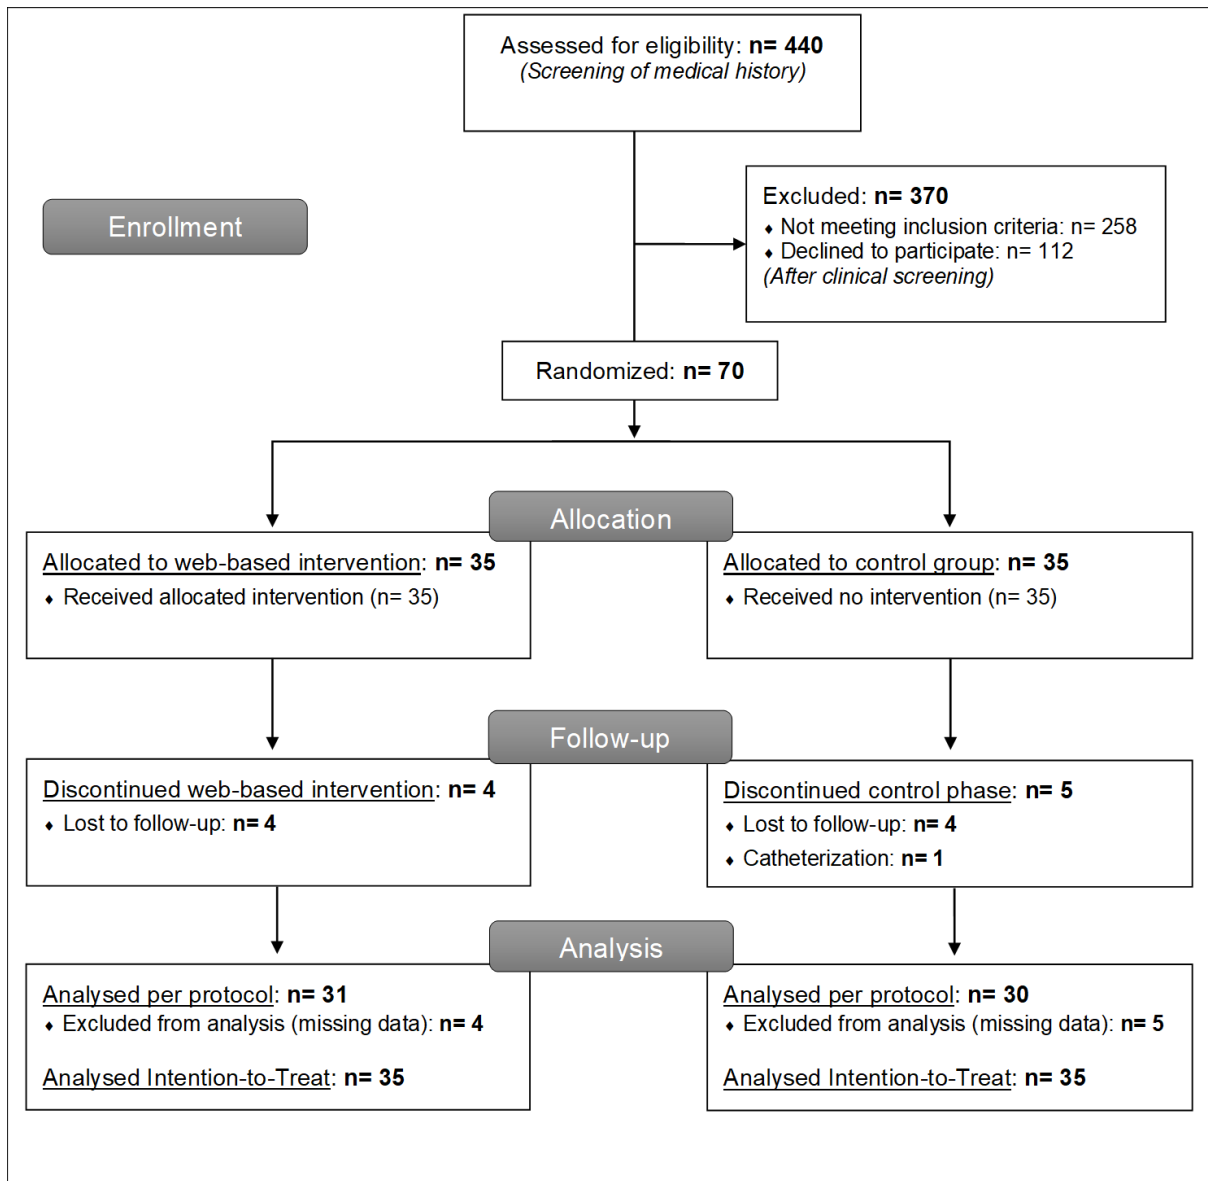 Assessed for eligibility: n= 440
(Screening of medical history)
Excluded: n= 370
♦ Not meeting inclusion criteria: n= 258
♦ Declined to participate: n= 112
(After clinical screening)
Enrollment
Randomized: n= 70
Allocation
Allocated to web-based intervention: n= 35
♦ Received allocated intervention (n= 35)
Allocated to control group: n= 35
♦ Received no intervention (n= 35)
Follow-up
Discontinued web-based intervention: n= 4
♦ Lost to follow-up: n= 4
Discontinued control phase: n= 5
♦ Lost to follow-up: n= 4
♦ Catheterization: n= 1
Analysis
Analysed per protocol: n= 31
♦ Excluded from analysis (missing data): n= 4
Analysed Intention-to-Treat: n= 35
Analysed per protocol: n= 30
♦ Excluded from analysis (missing data): n= 5
Analysed Intention-to-Treat: n= 35